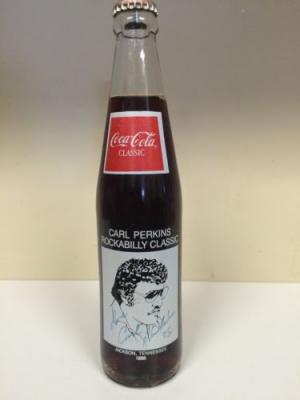 Coca-Cola
CLASSIC
CARL PERKINS
ROCKABILLY CLASSIC
JACKSON, TENNESSEE